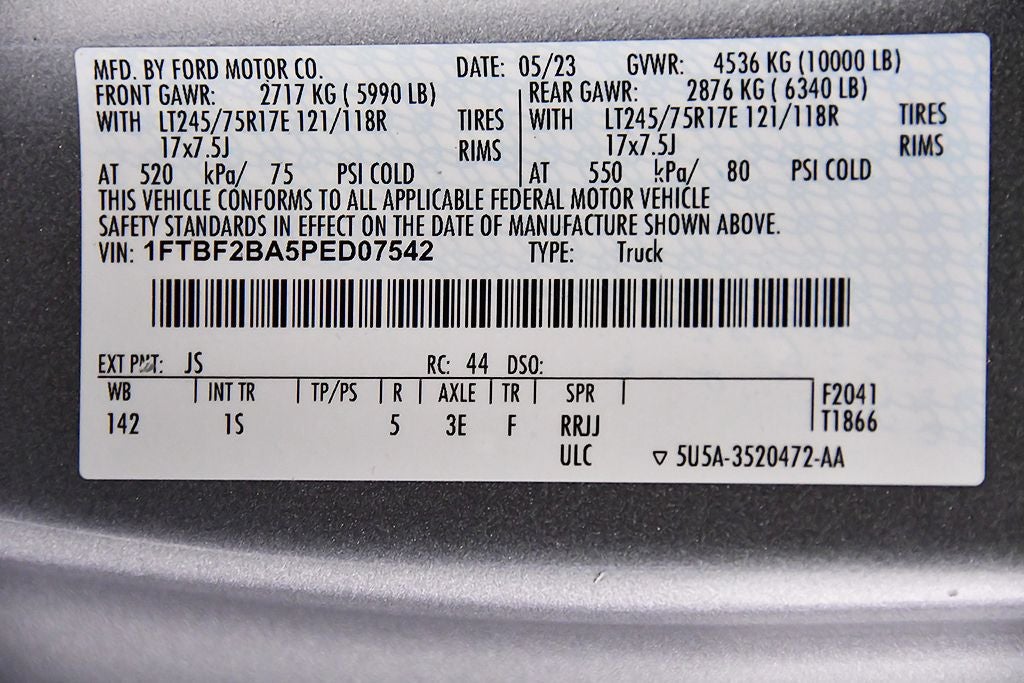 MFD. BY FORD MOTOR CO. DATE: 05/23 GVWR: 4536 KG (10000 LB)
FRONT GAWR: 2717 KG ( 5990 LB) REAR GAWR: 2876 KG ( 6340 LB)
WITH LT245/75R17E 121/118R TIRES WITH LT245/75R17E 121/118R TIRES
17x7.5J RIMS 17x7.5J RIMS
AT 520 kPa/ 75 PSI COLD AT 550 kPa/ 80 PSI COLD
THIS VEHICLE CONFORMS TO ALL APPLICABLE FEDERAL MOTOR VEHICLE
SAFETY STANDARDS IN EFFECT ON THE DATE OF MANUFACTURE SHOWN ABOVE.
VIN: 1FTBF2BA5PED07542 TYPE: Truck
EXT PNT: JS RC: 44 DSO:
WB INT TR TP/PS R AXLE TR SPR F2041
142 1S 5 3E F RRJJ T1866
ULC 5U5A-3520472-AA